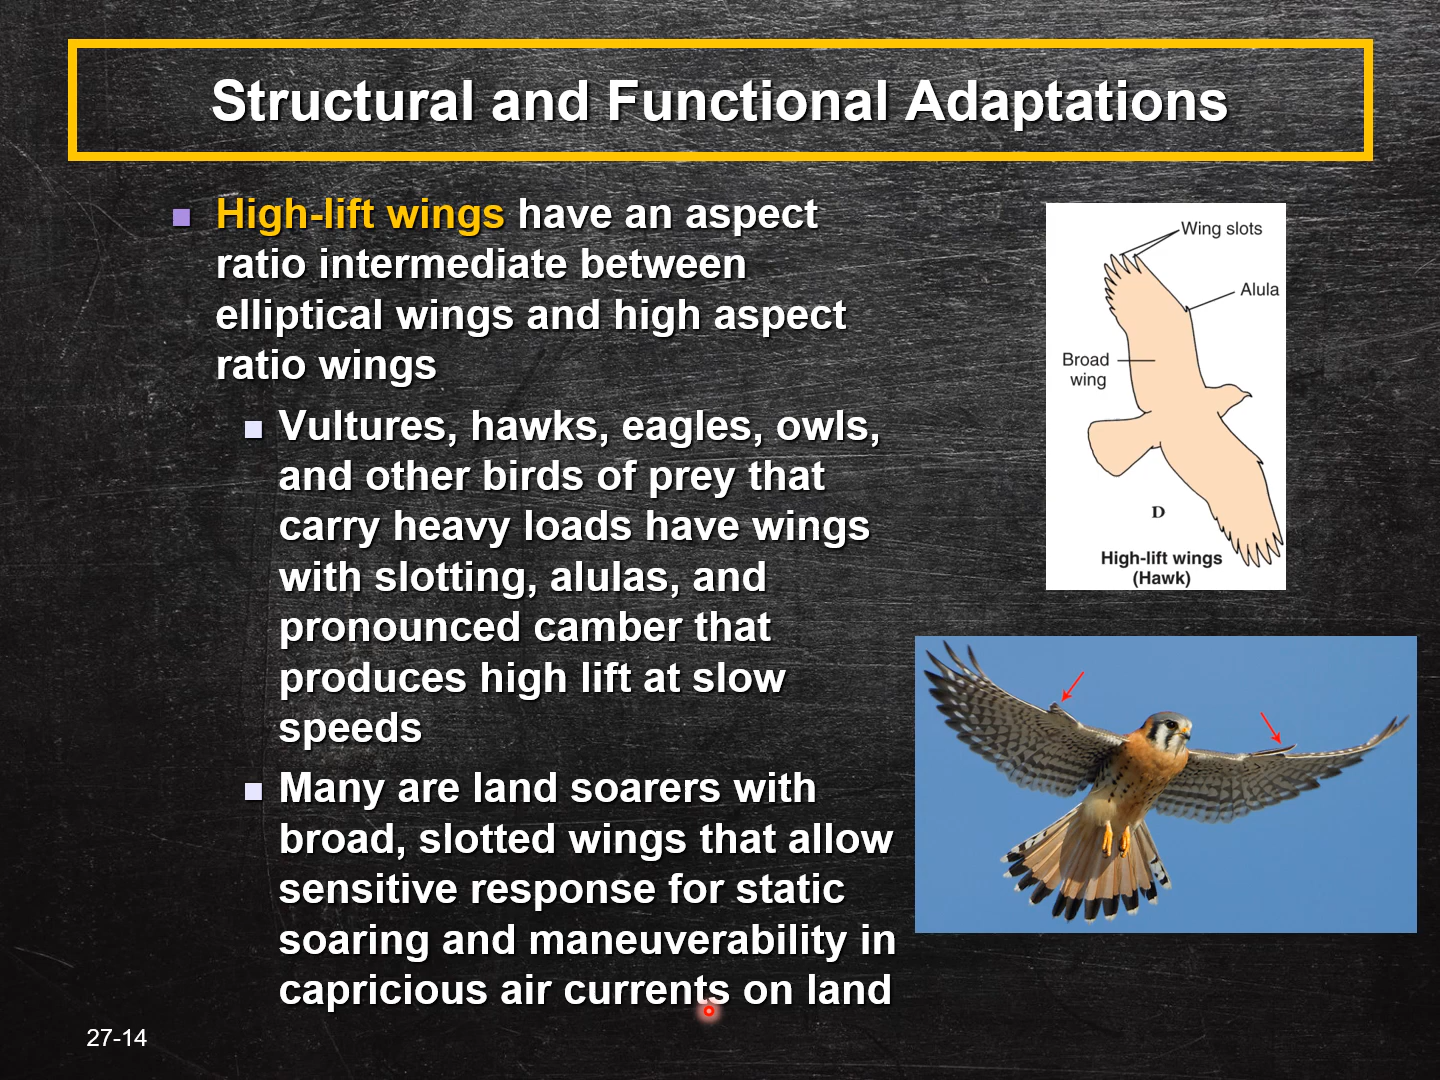 Structural and Functional Adaptations
High-lift wings have an aspect
ratio intermediate between
elliptical wings and high aspect
ratio wings
Vultures, hawks, eagles, owls,
and other birds of prey that
carry heavy loads have wings
with slotting, alulas, and
pronounced camber that
produces high lift at slow
speeds
Many are land soarers with
broad, slotted wings that allow
sensitive response for static
soaring and maneuverability in
capricious air currents on land
Wing slots
Alula
Broad
wing
D
High-lift wings
(Hawk)
27-14